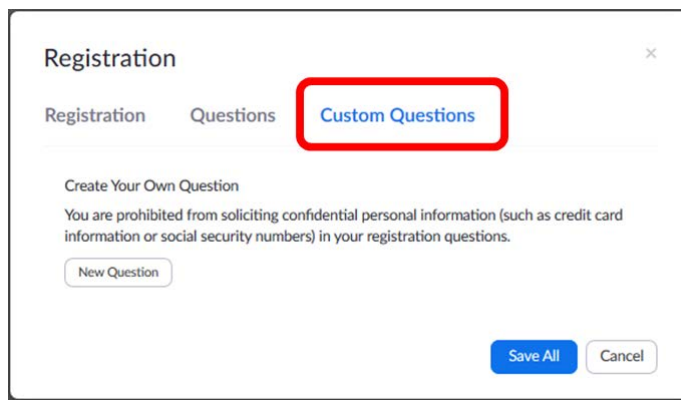 Registration
×
Registration Questions Custom Questions
Create Your Own Question
You are prohibited from soliciting confidential personal information (such as credit card
information or social security numbers) in your registration questions.
New Question
Save All Cancel